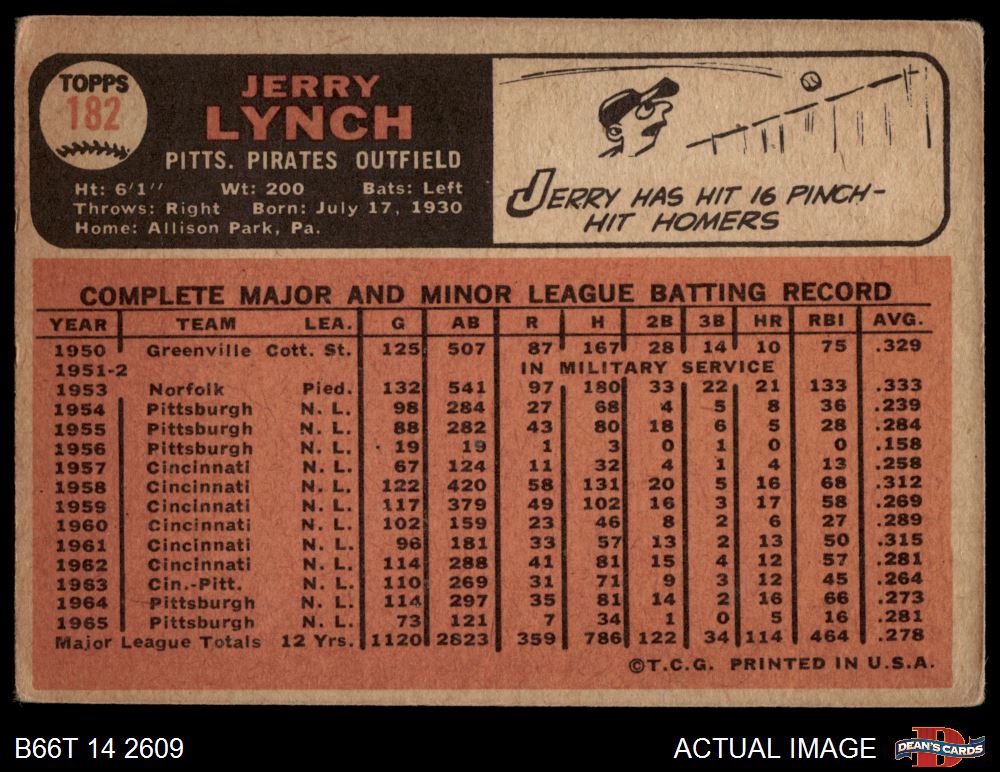 TOPPS
182
JERRY
LYNCH
PITTS. PIRATES OUTFIELD
Ht: 6'1'' Wt: 200 Bats: Left
Throws: Right Born: July 17, 1930
Home: Allison Park, Pa.
JERRY HAS HIT 16 PINCH-
HIT HOMERS
COMPLETE MAJOR AND MINOR LEAGUE BATTING RECORD
YEAR TEAM LEA. G AB R H 2B 3B HR RBI AVG.
1950 Greenville Cott. St. 125 507 87 167 28 14 10 75 .329
1951-2 IN MILITARY SERVICE
1953 Norfolk Pied. 132 541 97 180 33 22 21 133 .333
1954 Pittsburgh N. L. 98 284 27 68 4 5 8 36 .239
1955 Pittsburgh N. L. 88 282 43 80 18 6 5 28 .284
1956 Pittsburgh N. L. 19 19 1 3 0 1 0 0 .158
1957 Cincinnati N. L. 67 124 11 32 4 1 4 13 .258
1958 Cincinnati N. L. 122 420 58 131 20 5 16 68 .312
1959 Cincinnati N. L. 117 379 49 102 16 3 17 58 .269
1960 Cincinnati N. L. 102 159 23 46 8 2 6 27 .289
1961 Cincinnati N. L. 96 181 33 57 13 2 13 50 .315
1962 Cincinnati N. L. 114 288 41 81 15 4 12 57 .281
1963 Cin.-Pitt. N. L. 110 269 31 71 9 3 12 45 .264
1964 Pittsburgh N. L. 114 297 35 81 14 2 16 66 .273
1965 Pittsburgh N. L. 73 121 7 34 1 0 5 16 .281
Major League Totals 12 Yrs. 1120 2823 359 786 122 34 114 464 .278
©T.C.G. PRINTED IN U.S.A.
B66T 14 2609
ACTUAL IMAGE
D
DEAN'S CARDS